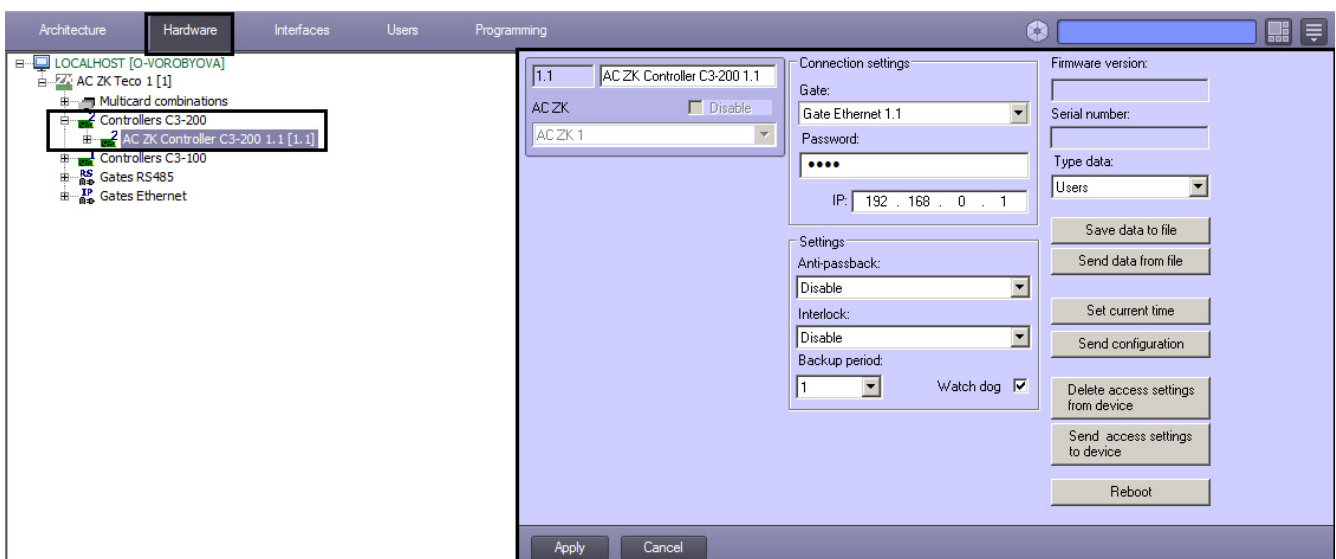 Architecture
Hardware
Interfaces
Users
Programming
LOCALHOST [O-VOROBYOVA]
AC ZK Teco 1 [1]
Multicard combinations
2 Controllers C3-200
2 AC ZK Controller C3-200 1.1 [1.1]
1 Controllers C3-100
RS Gates RS485
IP Gates Ethernet
1.1
AC ZK Controller C3-200 1.1
AC ZK
Disable
AC ZK 1
Connection settings
Gate:
Gate Ethernet 1.1
Password:
••••
IP: 192 . 168 . 0 . 1
Settings
Anti-passback:
Disable
Interlock:
Disable
Backup period:
1
Watch dog
Firmware version:
Serial number:
Type data:
Users
Save data to file
Send data from file
Set current time
Send configuration
Delete access settings
from device
Send access settings
to device
Reboot
Apply
Cancel